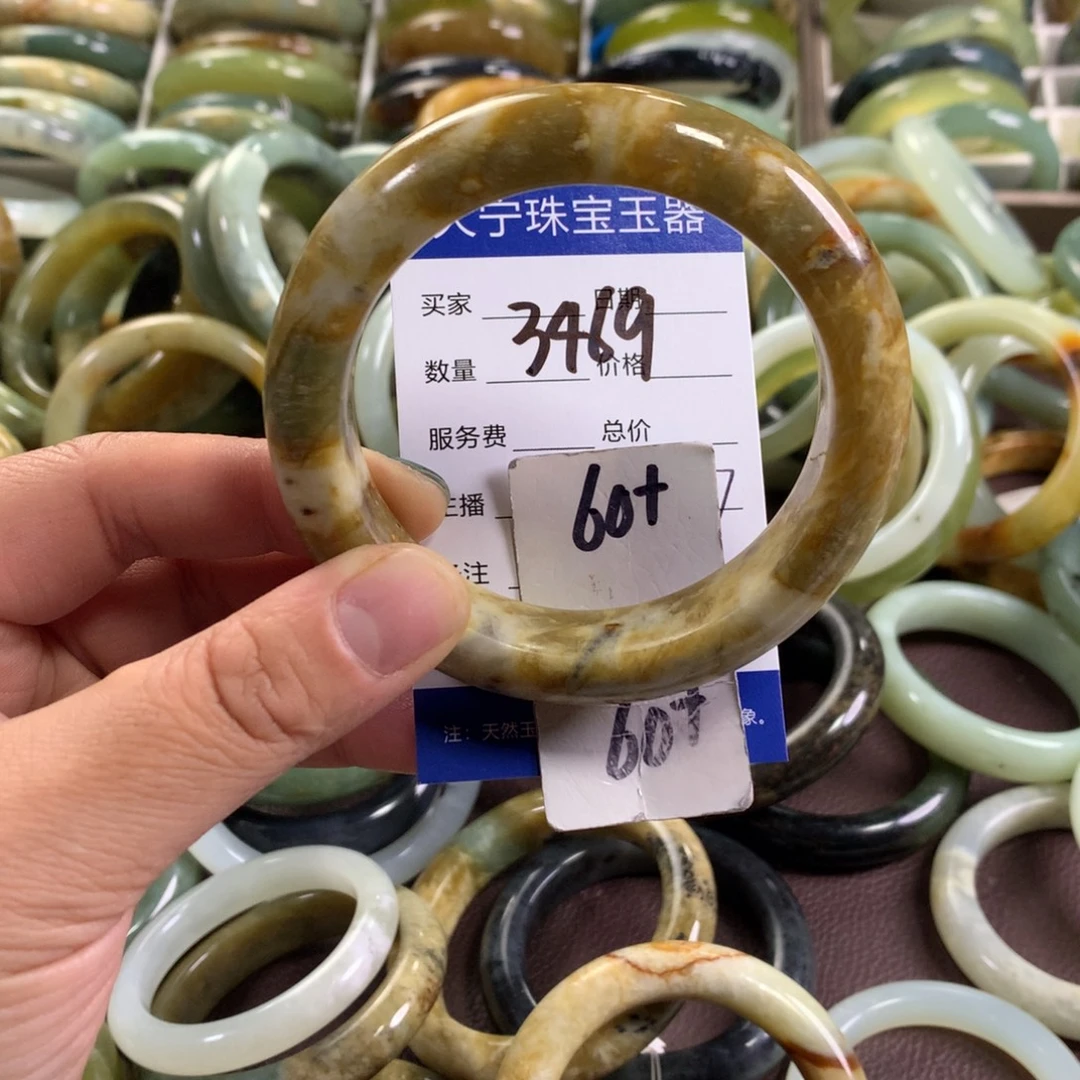 宁珠宝玉器
买家 日期
3469
数量 价格
服务费 总价
主播 7
60+
注
注：天然玉 象。
60+